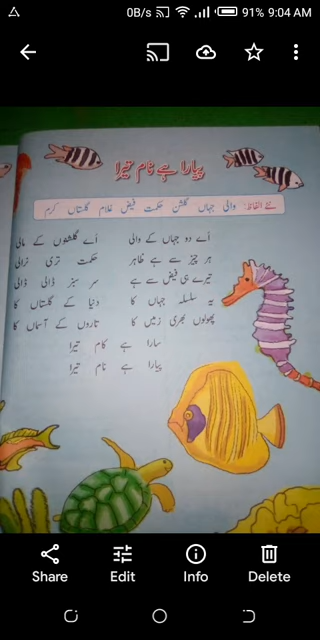 0B/s 91% 9:04 AM
پیارا ہے نام تیرا
نئے الفاظ: والی جہاں گلشن حکمت فیض غلام گلستاں کرم
اے دو جہاں کے والی اے گلشنوں کے مالی
ہر چیز سے ہے ظاہر حکمت تری نرالی
تیرے ہی فیض سے ہے سر سبز ڈالی ڈالی
یہ سلسلہ جہاں کا دنیا کے گلستاں کا
پھولوں بھری زمیں کا تاروں کے آسماں کا
سارا ہے کام تیرا
پیارا ہے نام تیرا
Share Edit Info Delete